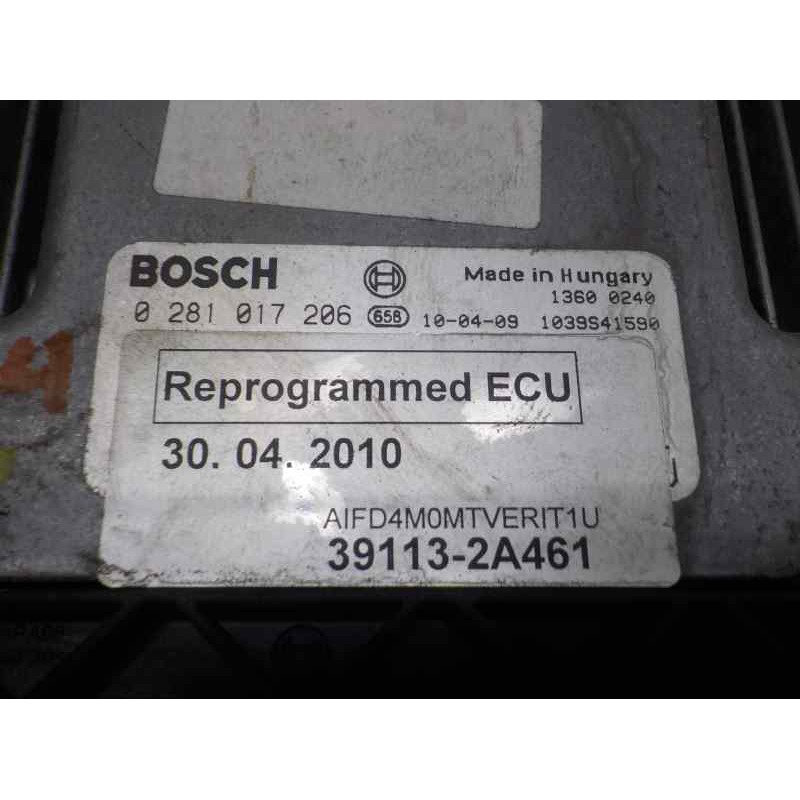 BOSCH Made in Hungary
1360 0240
0 281 017 206 658 10-04-09 1039S41590
Reprogrammed ECU
30. 04. 2010
AIFD4M0MTVERIT1U
39113-2A461